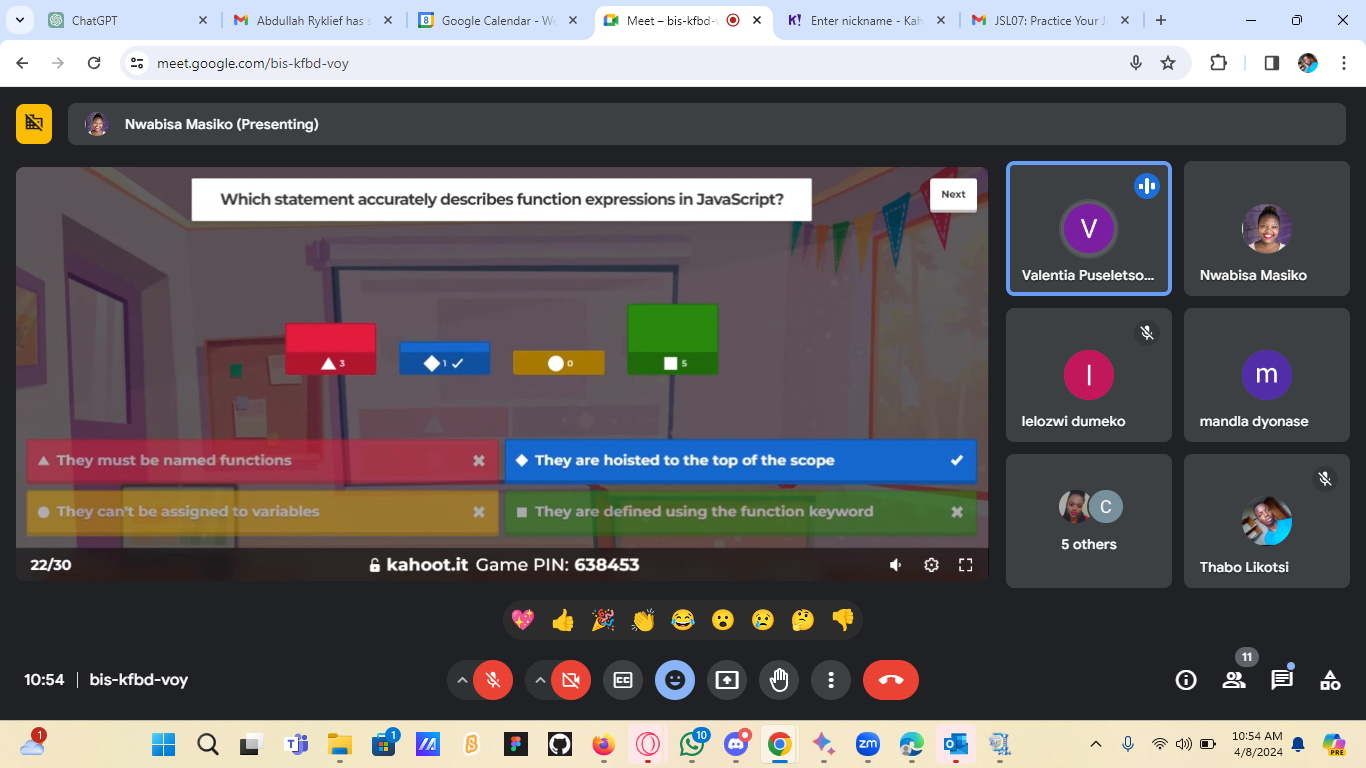 ChatGPT
Abdullah Ryklief has s
Google Calendar - We
Meet – bis-kfbd-v
K!
Enter nickname - Kah
JSL07: Practice Your J
meet.google.com/bis-kfbd-voy
Nwabisa Masiko (Presenting)
Which statement accurately describes function expressions in JavaScript?
Next
3
1
0
5
They must be named functions
They are hoisted to the top of the scope
They can't be assigned to variables
They are defined using the function keyword
22/30
kahoot.it Game PIN: 638453
V
Valentia Puseletso...
Nwabisa Masiko
l
lelozwi dumeko
m
mandla dyonase
C
5 others
Thabo Likotsi
10:54
bis-kfbd-voy
11
1
1
10
zm
PRE
10:54 AM
4/8/2024